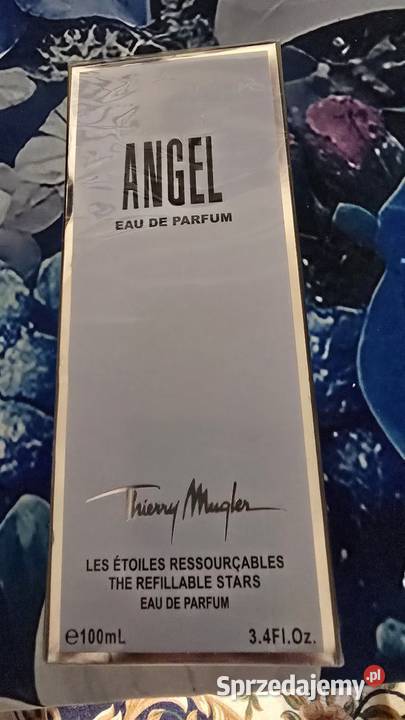 ANGEL
EAU DE PARFUM
Thierry Mugler
LES ÉTOILES RESSOURÇABLES
THE REFILLABLE STARS
EAU DE PARFUM
℮100mL 3.4Fl.Oz.
Sprzedajemy.pl